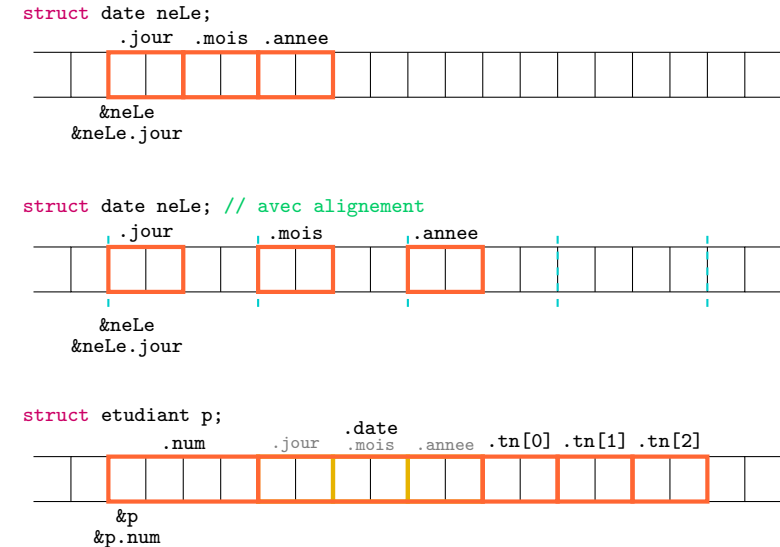 struct date neLe;
.jour .mois .annee
&neLe
&neLe.jour
struct date neLe; // avec alignement
.jour .mois .annee
&neLe
&neLe.jour
struct etudiant p;
.date
.num .jour .mois .annee .tn[0] .tn[1] .tn[2]
&p
&p.num